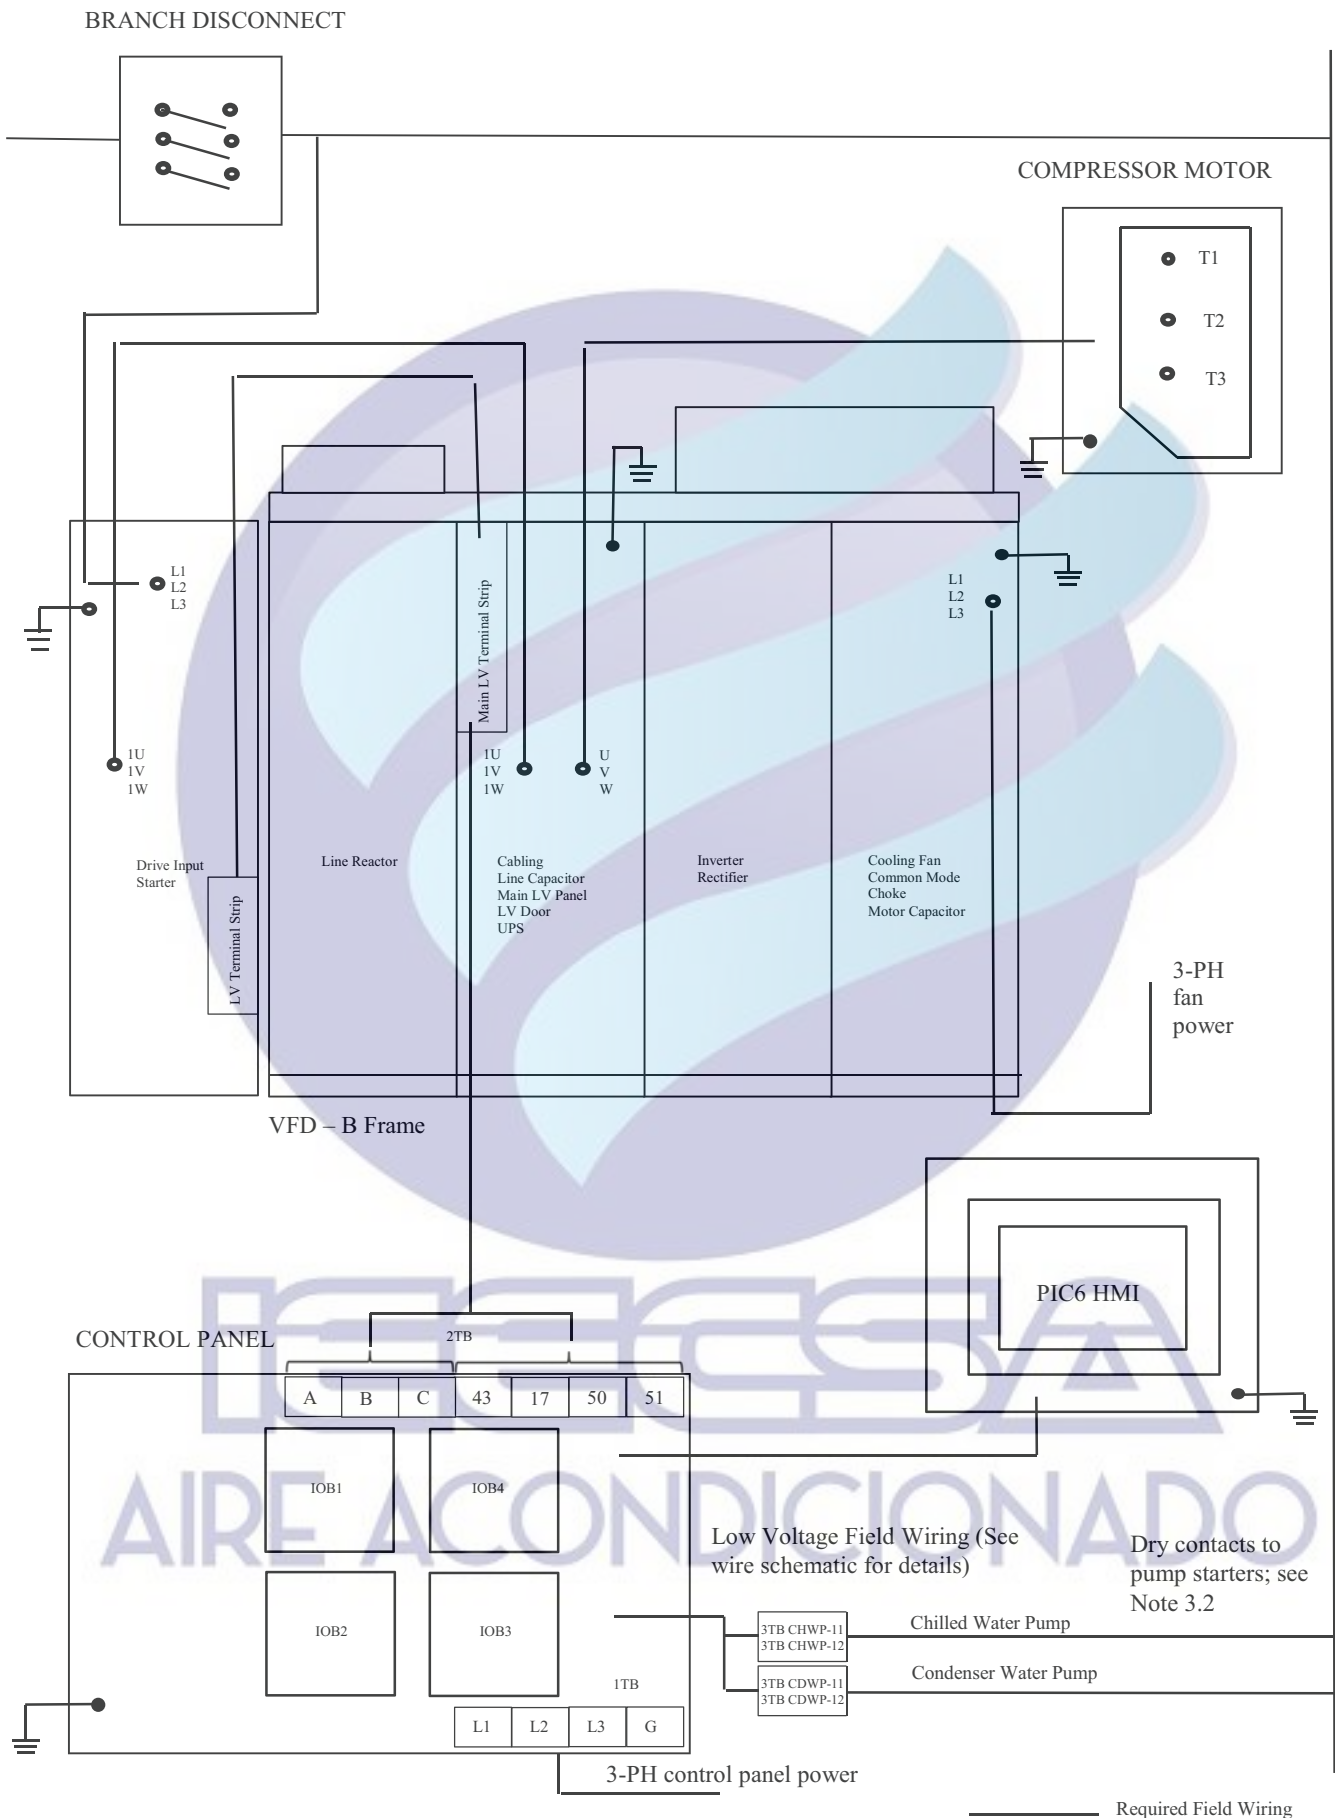 BRANCH DISCONNECT
COMPRESSOR MOTOR
T1
T2
T3
L1
L2
L3
Main LV Terminal Strip
L1
L2
L3
1U
1V
1W
1U
1V
1W
U
V
W
Drive Input
Starter
LV Terminal Strip
Line Reactor
Cabling
Line Capacitor
Main LV Panel
LV Door
UPS
Inverter
Rectifier
Cooling Fan
Common Mode
Choke
Motor Capacitor
3-PH
fan
power
VFD – B Frame
PIC6 HMI
CONTROL PANEL
2TB
A B C 43 17 50 51
IOB1
IOB4
IECSA
AIRE ACONDICIONADO
Low Voltage Field Wiring (See
wire schematic for details)
Dry contacts to
pump starters; see
Note 3.2
IOB2
IOB3
3TB CHWP-11
3TB CHWP-12
Chilled Water Pump
3TB CDWP-11
3TB CDWP-12
Condenser Water Pump
1TB
L1 L2 L3 G
3-PH control panel power
Required Field Wiring